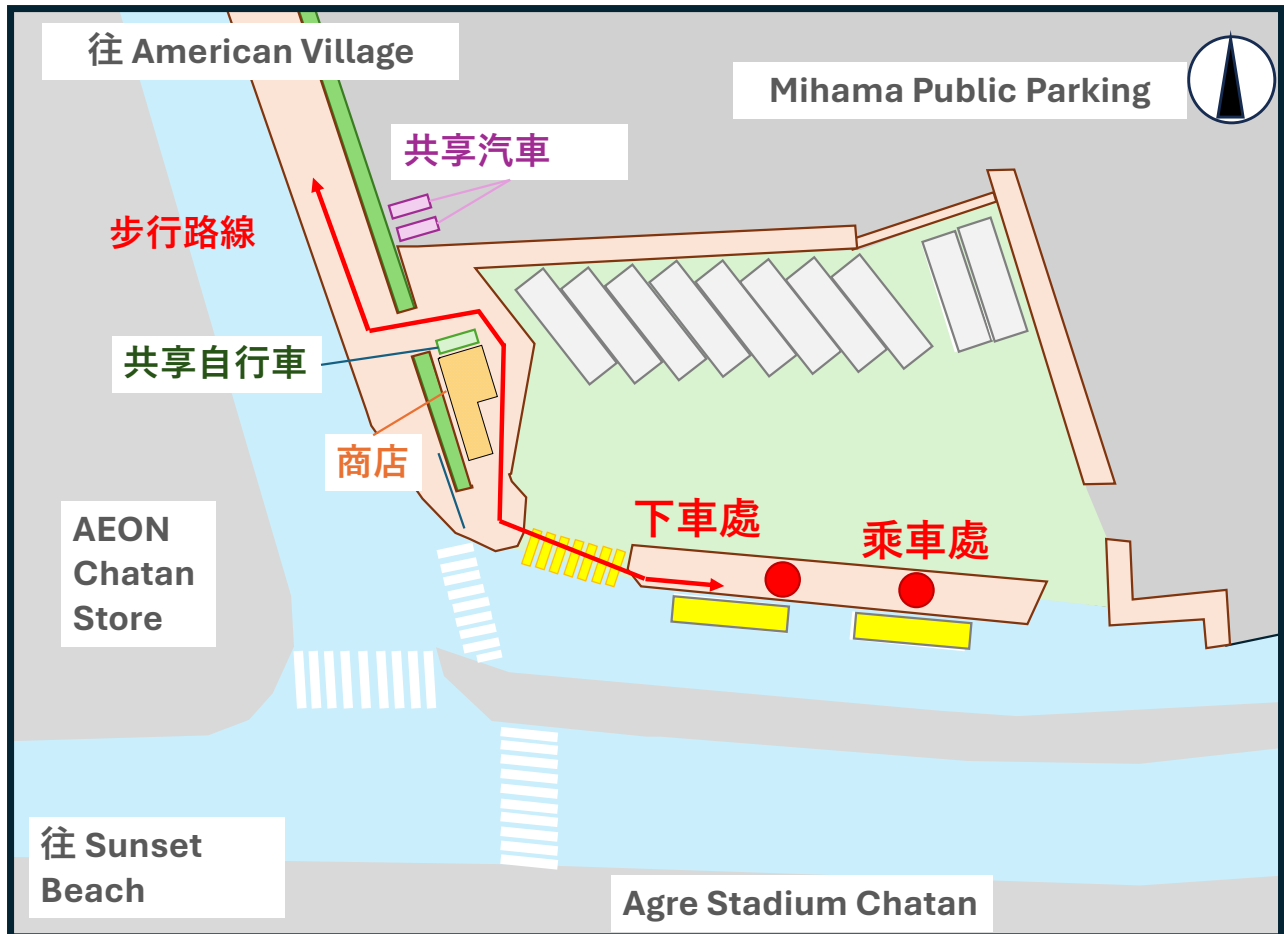 往 American Village
Mihama Public Parking
共享汽車
步行路線
共享自行車
商店
AEON
Chatan
Store
下車處
乘車處
往 Sunset
Beach
Agre Stadium Chatan